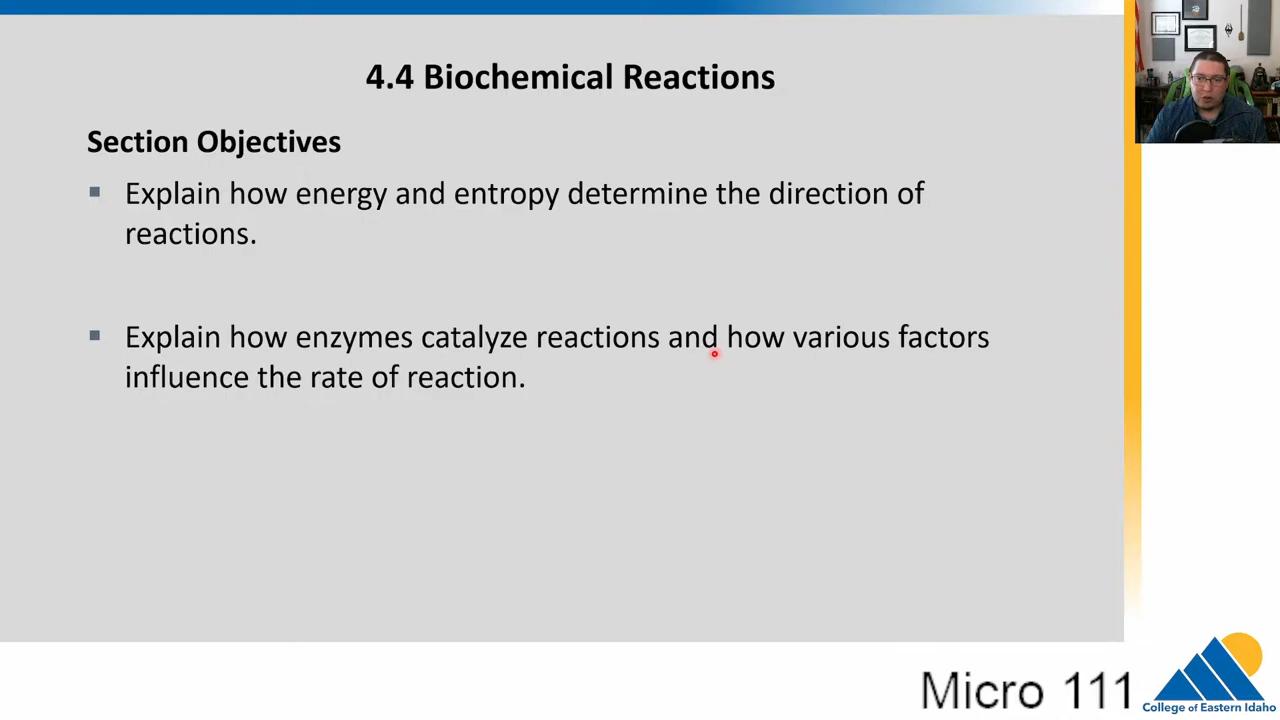 4.4 Biochemical Reactions
Section Objectives
Explain how energy and entropy determine the direction of
reactions.
Explain how enzymes catalyze reactions and how various factors
influence the rate of reaction.
Micro 111
College of Eastern Idaho